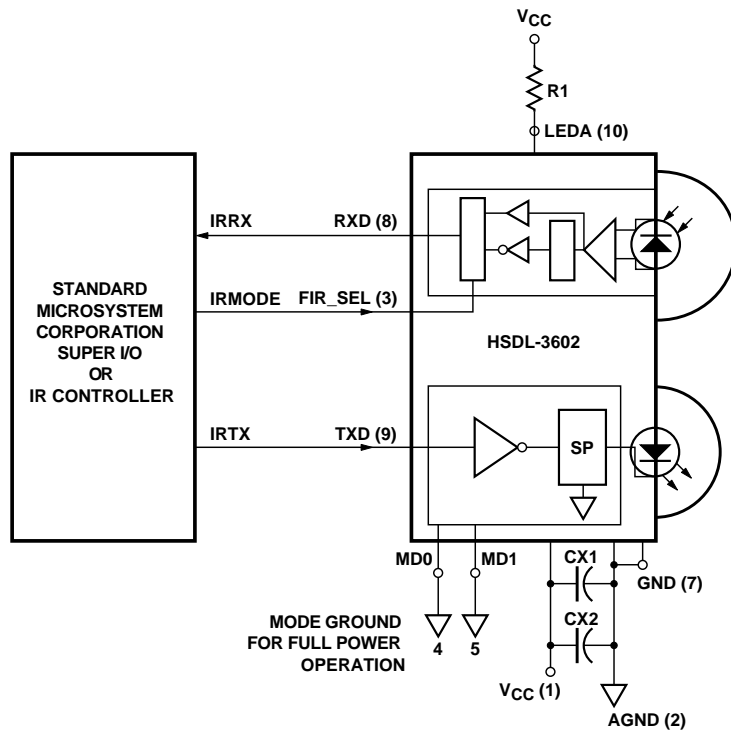 VCC
R1
LEDA (10)
IRRX
RXD (8)
STANDARD
MICROSYSTEM
CORPORATION
SUPER I/O
OR
IR CONTROLLER
IRMODE
FIR_SEL (3)
HSDL-3602
IRTX
TXD (9)
SP
MD0
MD1
CX1
GND (7)
MODE GROUND
FOR FULL POWER
OPERATION
4
5
CX2
VCC (1)
AGND (2)